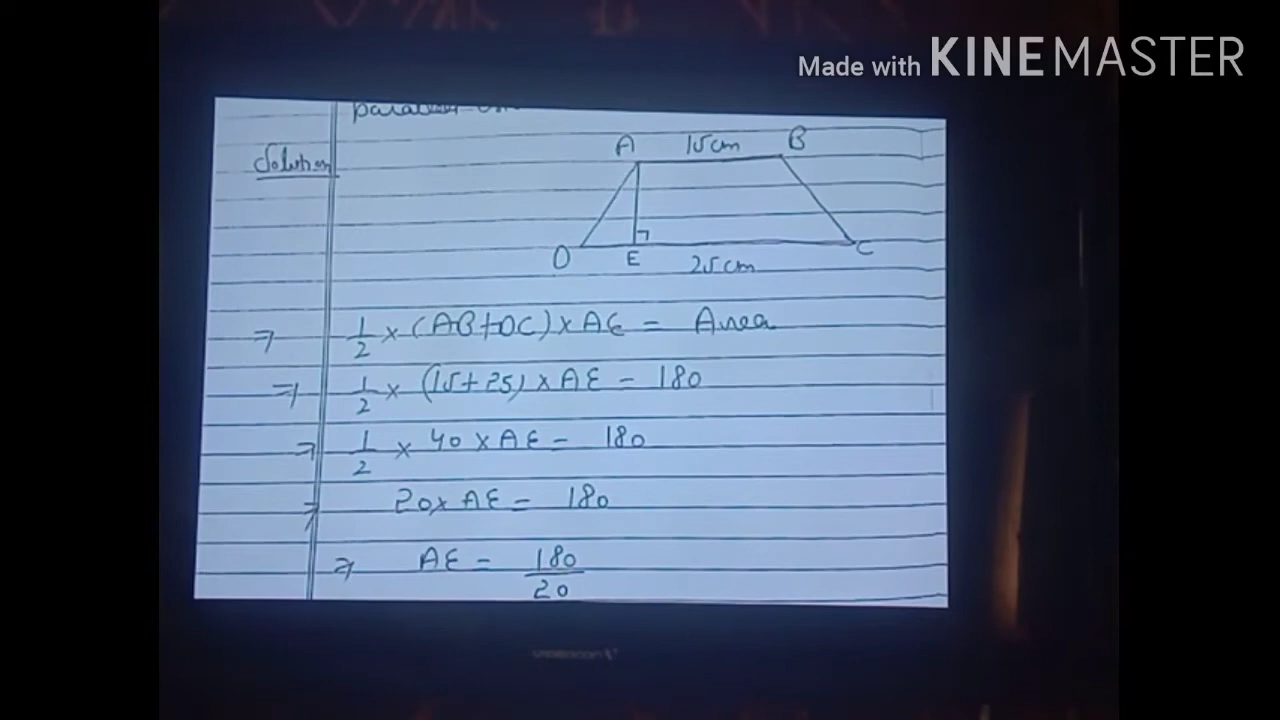 Made with KINEMASTER
Solution
A 15cm B
D E 25cm C
⇒ 1/2 × (AB+DC) × AE = Area
⇒ 1/2 × (15+25) × AE = 180
⇒ 1/2 × 40 × AE = 180
⇒ 20 × AE = 180
⇒ AE = 180/20